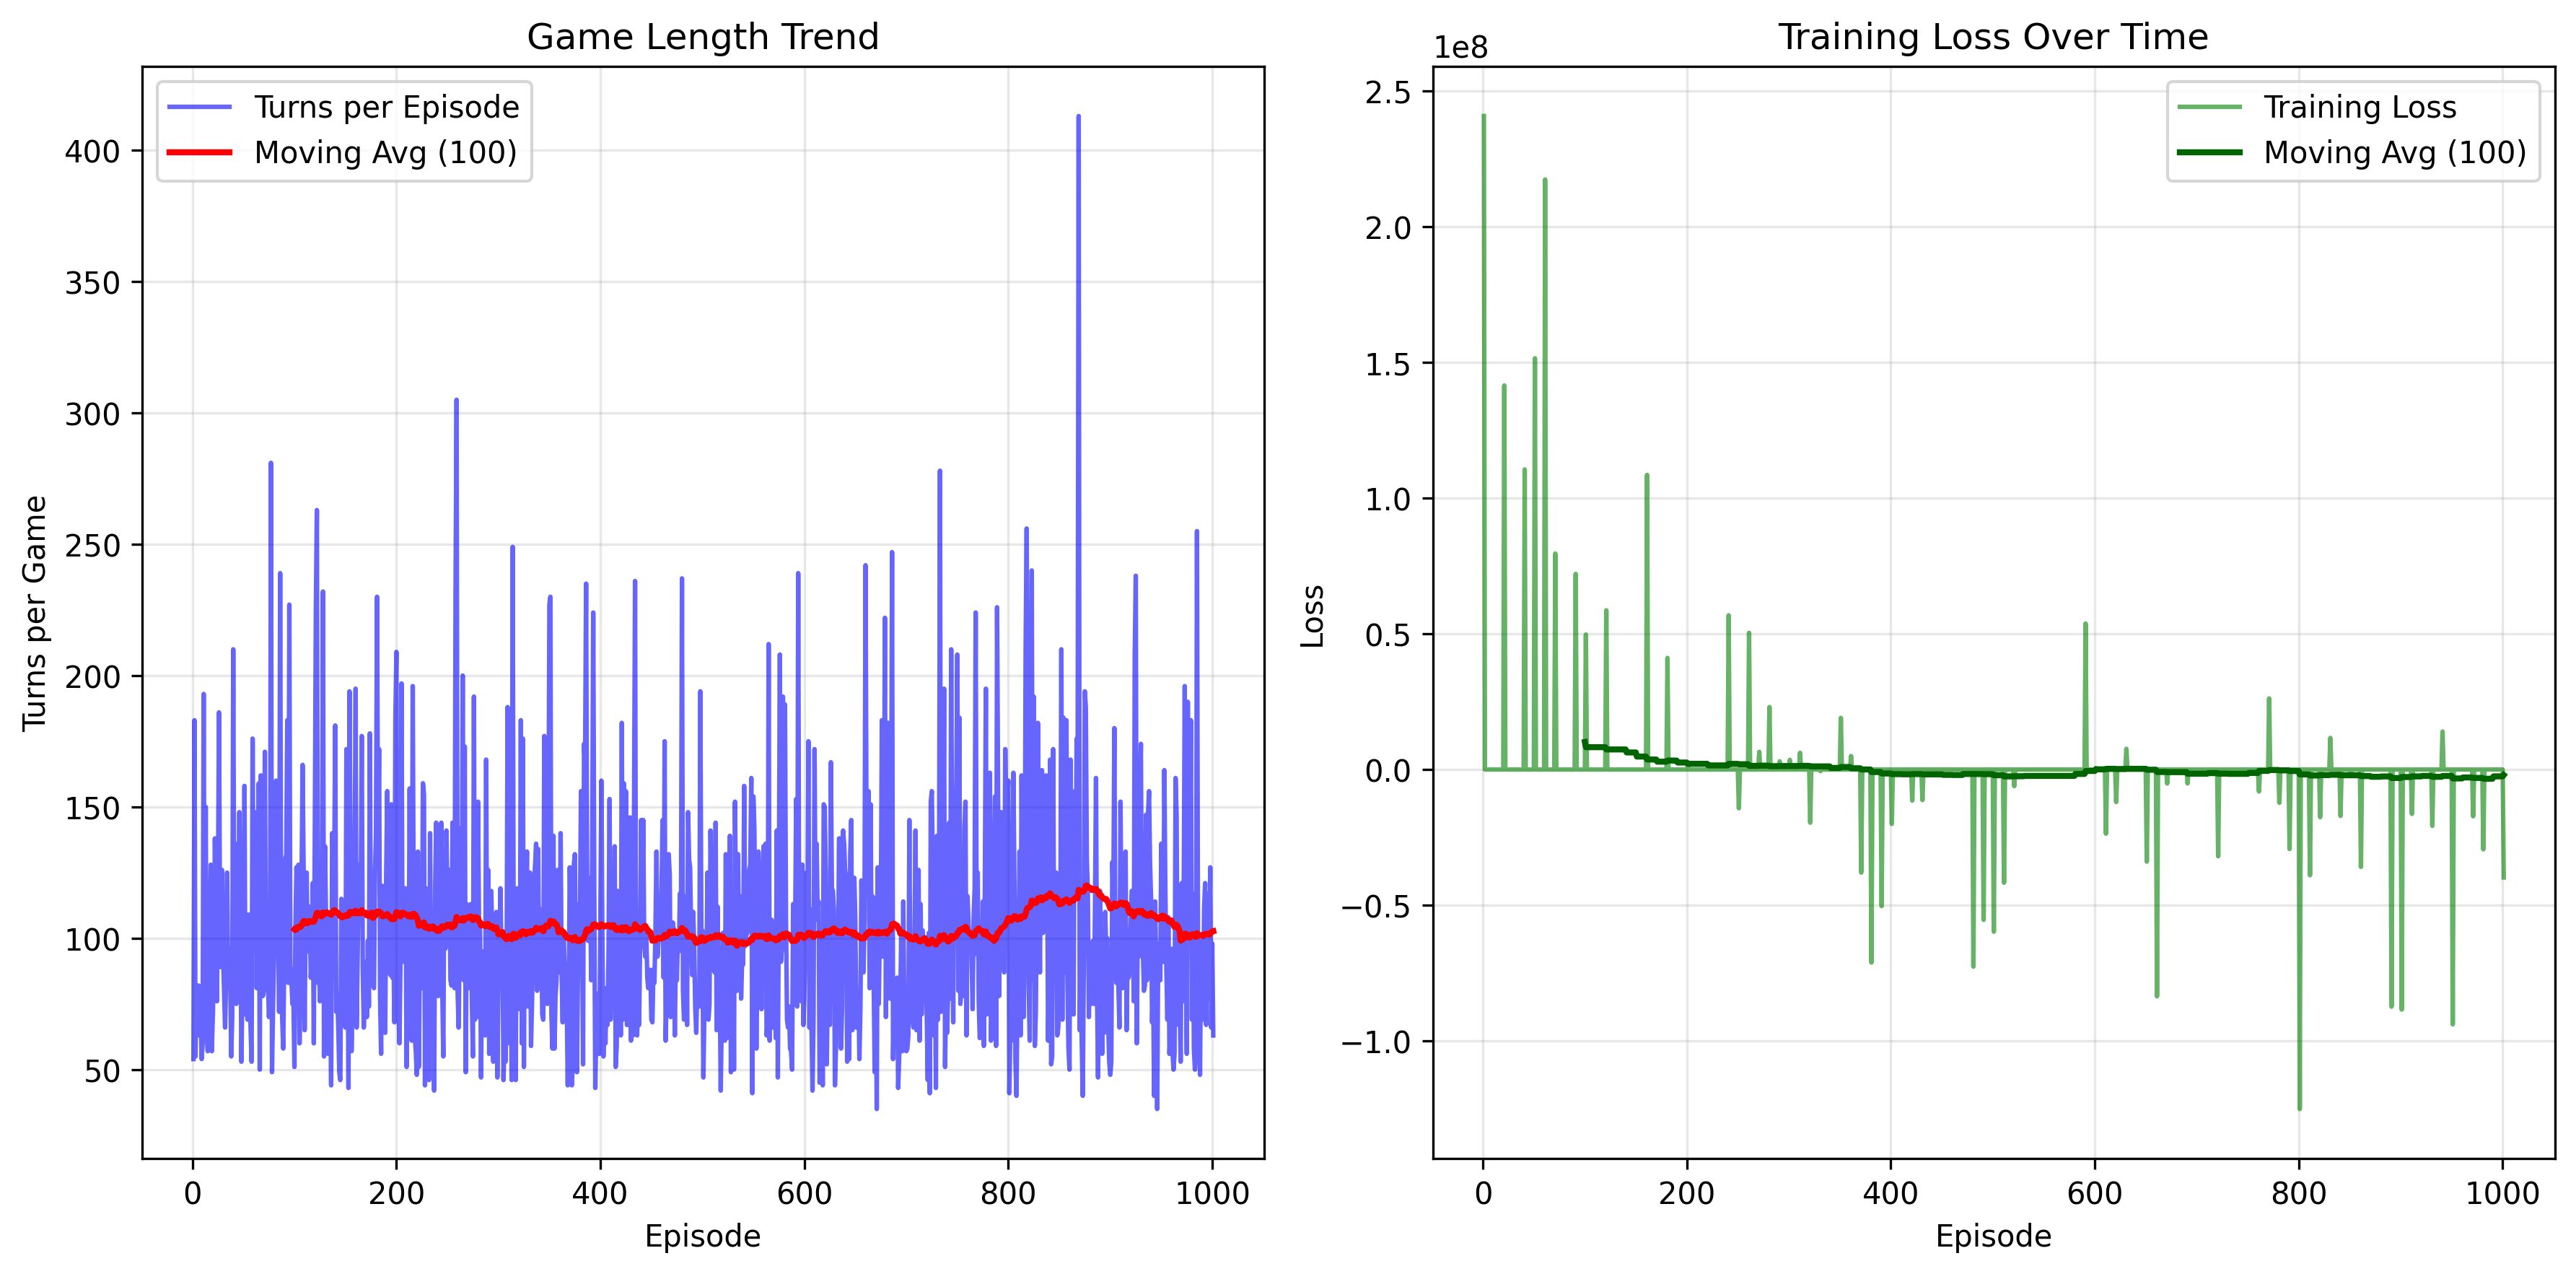 Game Length Trend
Turns per Episode
Moving Avg (100)
400
350
300
250
200
150
100
50
Turns per Game
0 200 400 600 800 1000
Episode
Training Loss Over Time
1e8
Training Loss
Moving Avg (100)
2.5
2.0
1.5
1.0
0.5
0.0
−0.5
−1.0
Loss
0 200 400 600 800 1000
Episode